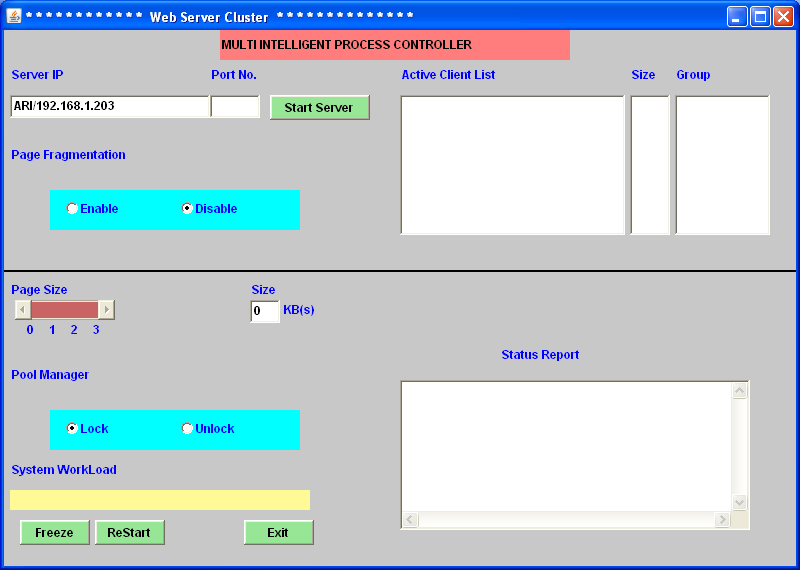 * * * * * * * * * * * * Web Server Cluster * * * * * * * * * * * * * *
MULTI INTELLIGENT PROCESS CONTROLLER
Server IP Port No. Active Client List Size Group
ARI/192.168.1.203 Start Server
Page Fragmentation
Enable Disable
Page Size Size
0 KB(s)
0 1 2 3
Status Report
Pool Manager
Lock Unlock
System WorkLoad
Freeze ReStart Exit